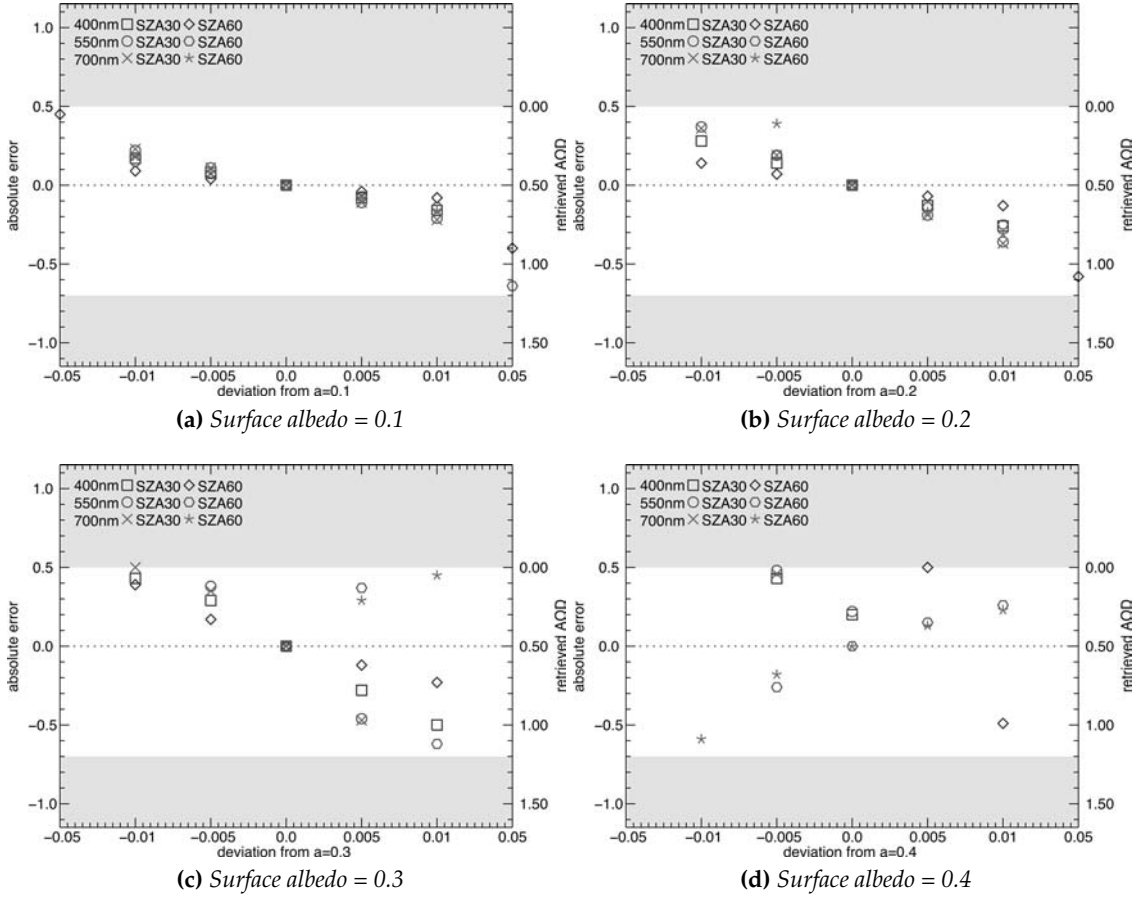 400nm □ SZA30 ◇ SZA60
550nm ○ SZA30 ⬡ SZA60
700nm × SZA30 ∗ SZA60
absolute error
1.0
0.5
0.0
−0.5
−1.0
retrieved AOD
0.00
0.50
1.00
1.50
−0.05 −0.01 −0.005 0.0 0.005 0.01 0.05
deviation from a=0.1
(a) Surface albedo = 0.1
400nm □ SZA30 ◇ SZA60
550nm ○ SZA30 ⬡ SZA60
700nm × SZA30 ∗ SZA60
absolute error
1.0
0.5
0.0
−0.5
−1.0
retrieved AOD
0.00
0.50
1.00
1.50
−0.05 −0.01 −0.005 0.0 0.005 0.01 0.05
deviation from a=0.2
(b) Surface albedo = 0.2
400nm □ SZA30 ◇ SZA60
550nm ○ SZA30 ⬡ SZA60
700nm × SZA30 ∗ SZA60
absolute error
1.0
0.5
0.0
−0.5
−1.0
retrieved AOD
0.00
0.50
1.00
1.50
−0.05 −0.01 −0.005 0.0 0.005 0.01 0.05
deviation from a=0.3
(c) Surface albedo = 0.3
400nm □ SZA30 ◇ SZA60
550nm ○ SZA30 ⬡ SZA60
700nm × SZA30 ∗ SZA60
absolute error
1.0
0.5
0.0
−0.5
−1.0
retrieved AOD
0.00
0.50
1.00
1.50
−0.05 −0.01 −0.005 0.0 0.005 0.01 0.05
deviation from a=0.4
(d) Surface albedo = 0.4